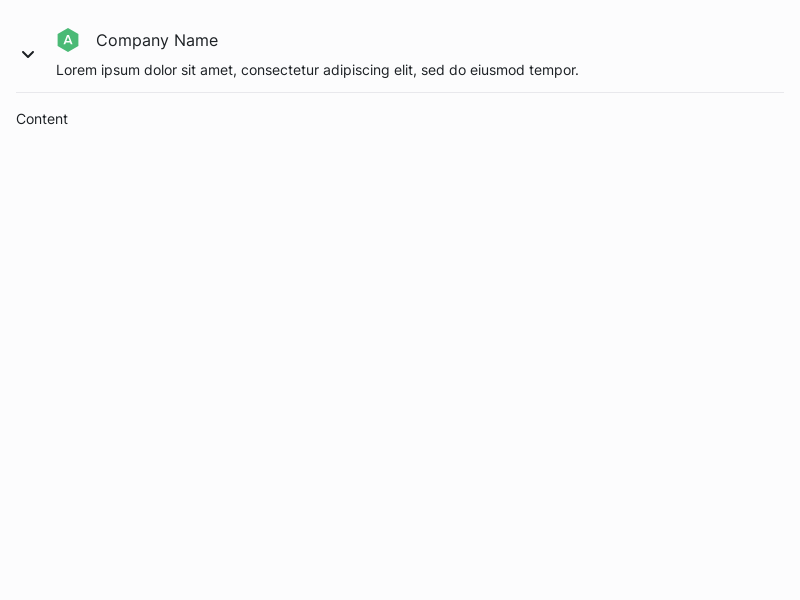 A Company Name
Lorem ipsum dolor sit amet, consectetur adipiscing elit, sed do eiusmod tempor.
Content